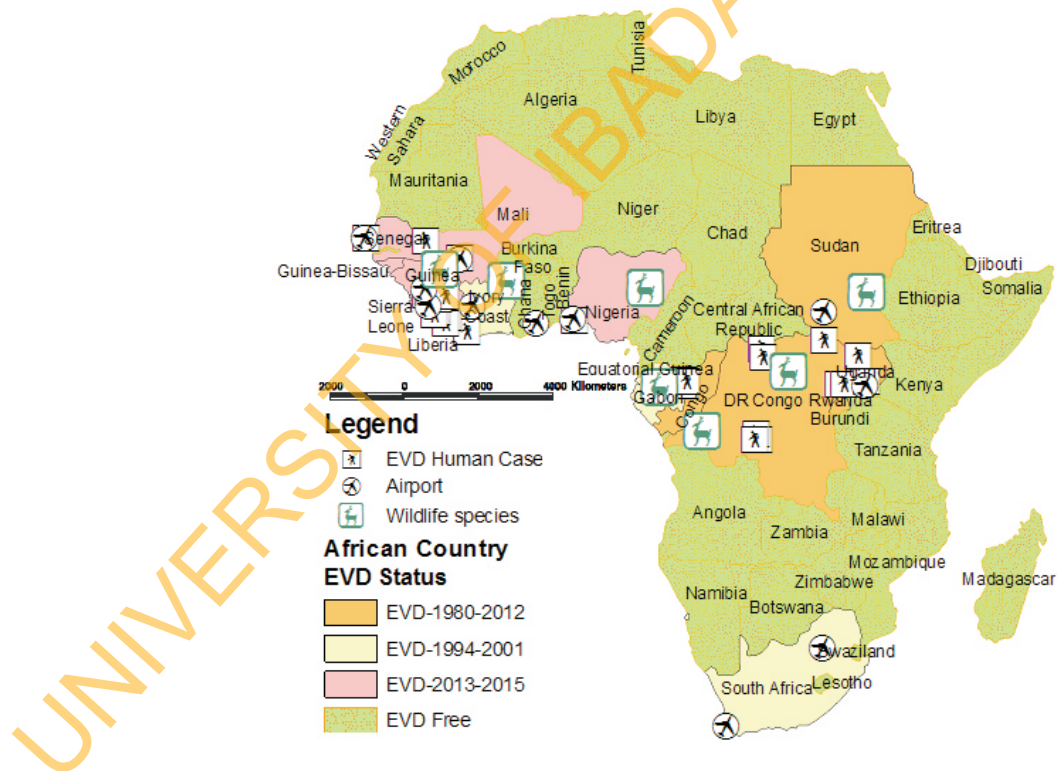 UNIVERSITY OF IBADA
Tunisia
Morocco
Algeria
Libya
Egypt
Western
Sahara
Mauritania
Mali
Niger
Chad
Sudan
Eritrea
Senegal
Burkina
Faso
Djibouti
Somalia
Guinea-Bissau
Guinea
Benin
Togo
Ghana
Nigeria
Ethiopia
Sierra
Leone
Ivory
Coast
Liberia
Cameroon
Central African
Republic
Equatorial Guinea
Uganda
Kenya
2000 0 2000 4000 Kilometers
Gabon
Congo
DR Congo
Rwanda
Burundi
Tanzania
Legend
EVD Human Case
Airport
Wildlife species
African Country
EVD Status
EVD-1980-2012
EVD-1994-2001
EVD-2013-2015
EVD Free
Angola
Zambia
Malawi
Mozambique
Madagascar
Zimbabwe
Namibia
Botswana
Swaziland
South Africa
Lesotho